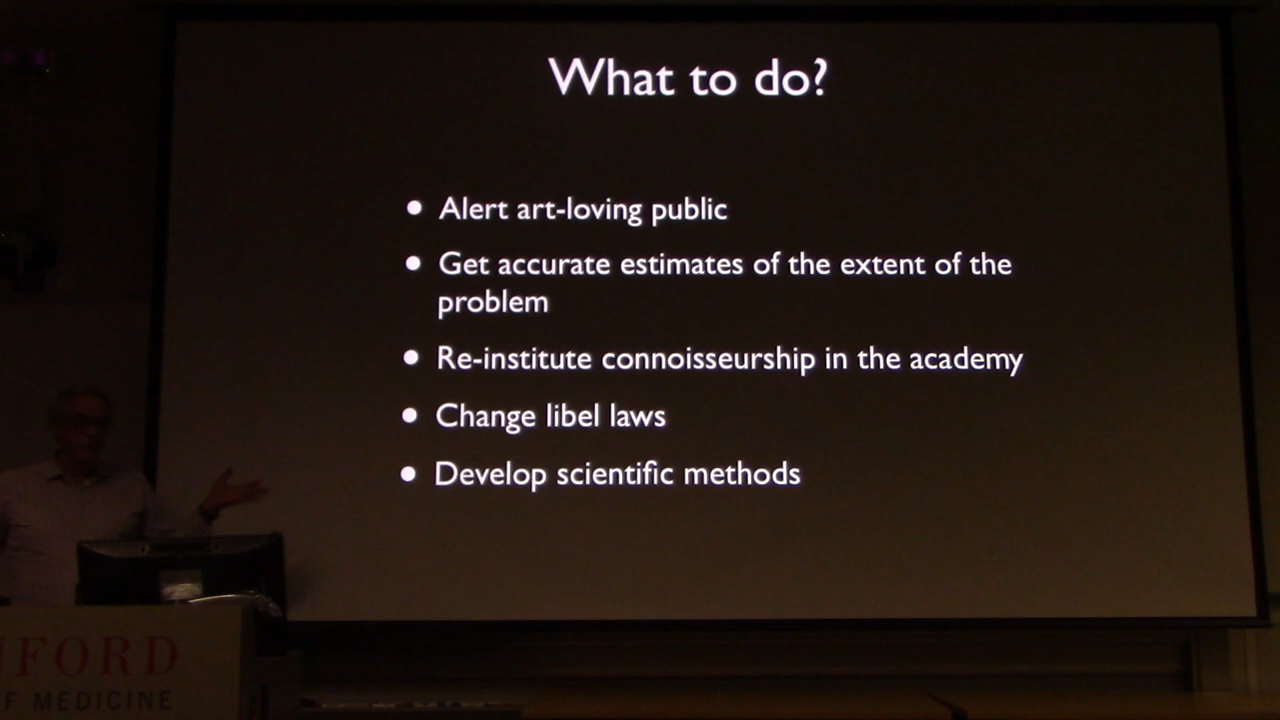 What to do?
• Alert art-loving public
• Get accurate estimates of the extent of the
problem
• Re-institute connoisseurship in the academy
• Change libel laws
• Develop scientific methods
NFORD
F MEDICINE